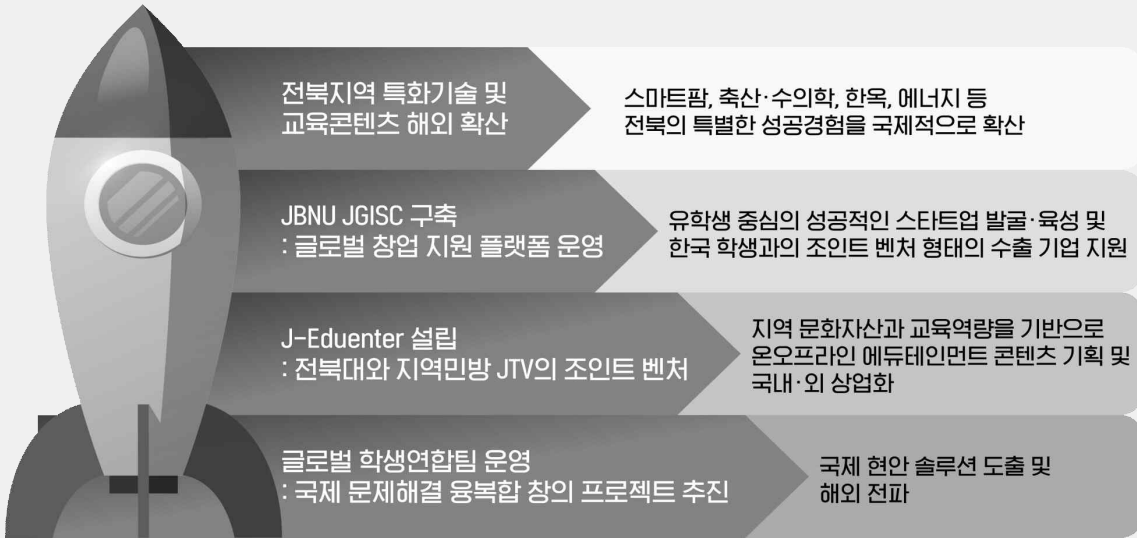 전북지역 특화기술 및
교육콘텐츠 해외 확산
스마트팜, 축산·수의학, 한옥, 에너지 등
전북의 특별한 성공경험을 국제적으로 확산
JBNU JGISC 구축
: 글로벌 창업 지원 플랫폼 운영
유학생 중심의 성공적인 스타트업 발굴·육성 및
한국 학생과의 조인트 벤처 형태의 수출 기업 지원
J-Eduenter 설립
: 전북대와 지역민방 JTV의 조인트 벤처
지역 문화자산과 교육역량을 기반으로
온오프라인 에듀테인먼트 콘텐츠 기획 및
국내·외 상업화
글로벌 학생연합팀 운영
: 국제 문제해결 융복합 창의 프로젝트 추진
국제 현안 솔루션 도출 및
해외 전파